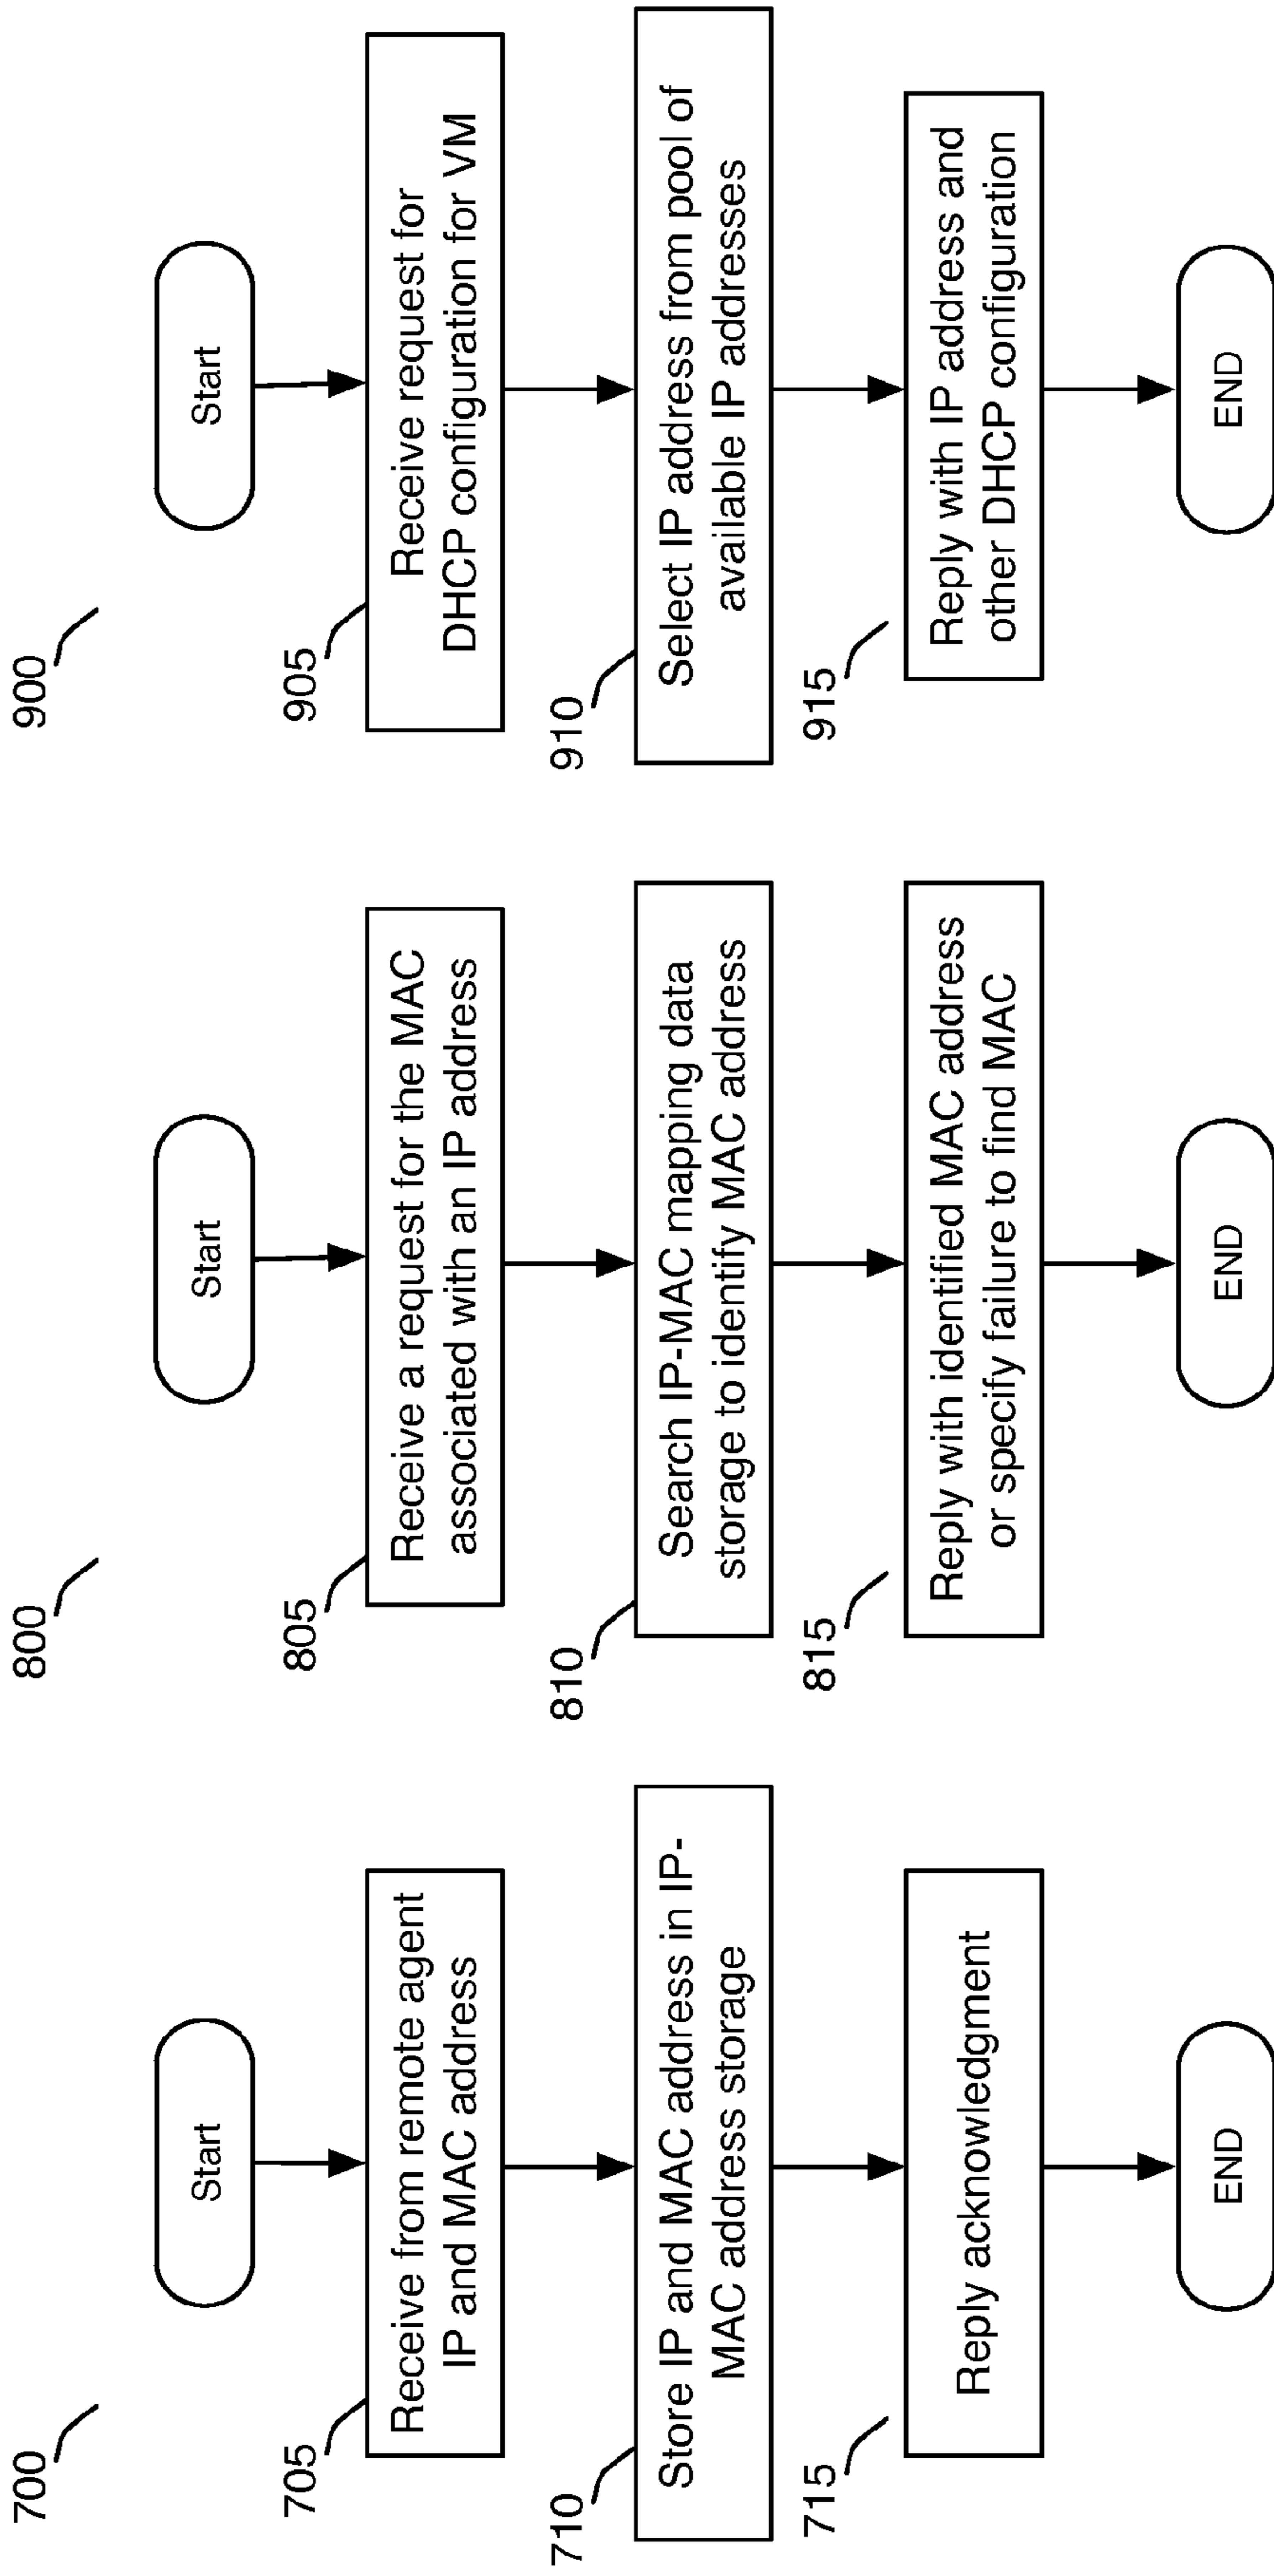 700
Start
705
Receive from remote agent
IP and MAC address
710
Store IP and MAC address in IP-
MAC address storage
715
Reply acknowledgment
END
800
Start
805
Receive a request for the MAC
associated with an IP address
810
Search IP-MAC mapping data
storage to identify MAC address
815
Reply with identified MAC address
or specify failure to find MAC
END
900
Start
905
Receive request for
DHCP configuration for VM
910
Select IP address from pool of
available IP addresses
915
Reply with IP address and
other DHCP configuration
END